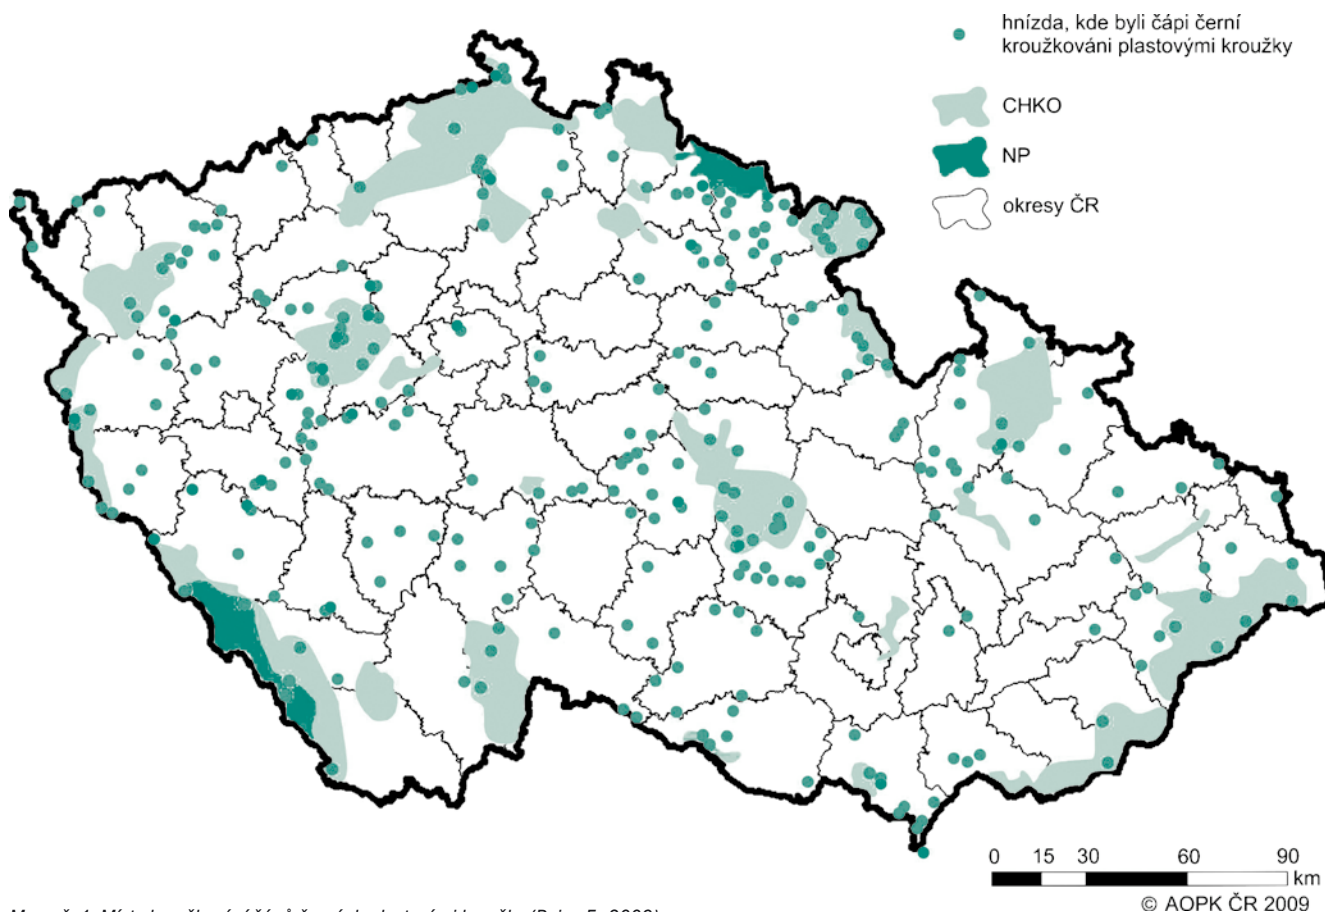 hnízda, kde byli čápi černí
kroužkováni plastovými kroužky
CHKO
NP
okresy ČR
0 15 30 60 90
km
© AOPK ČR 2009